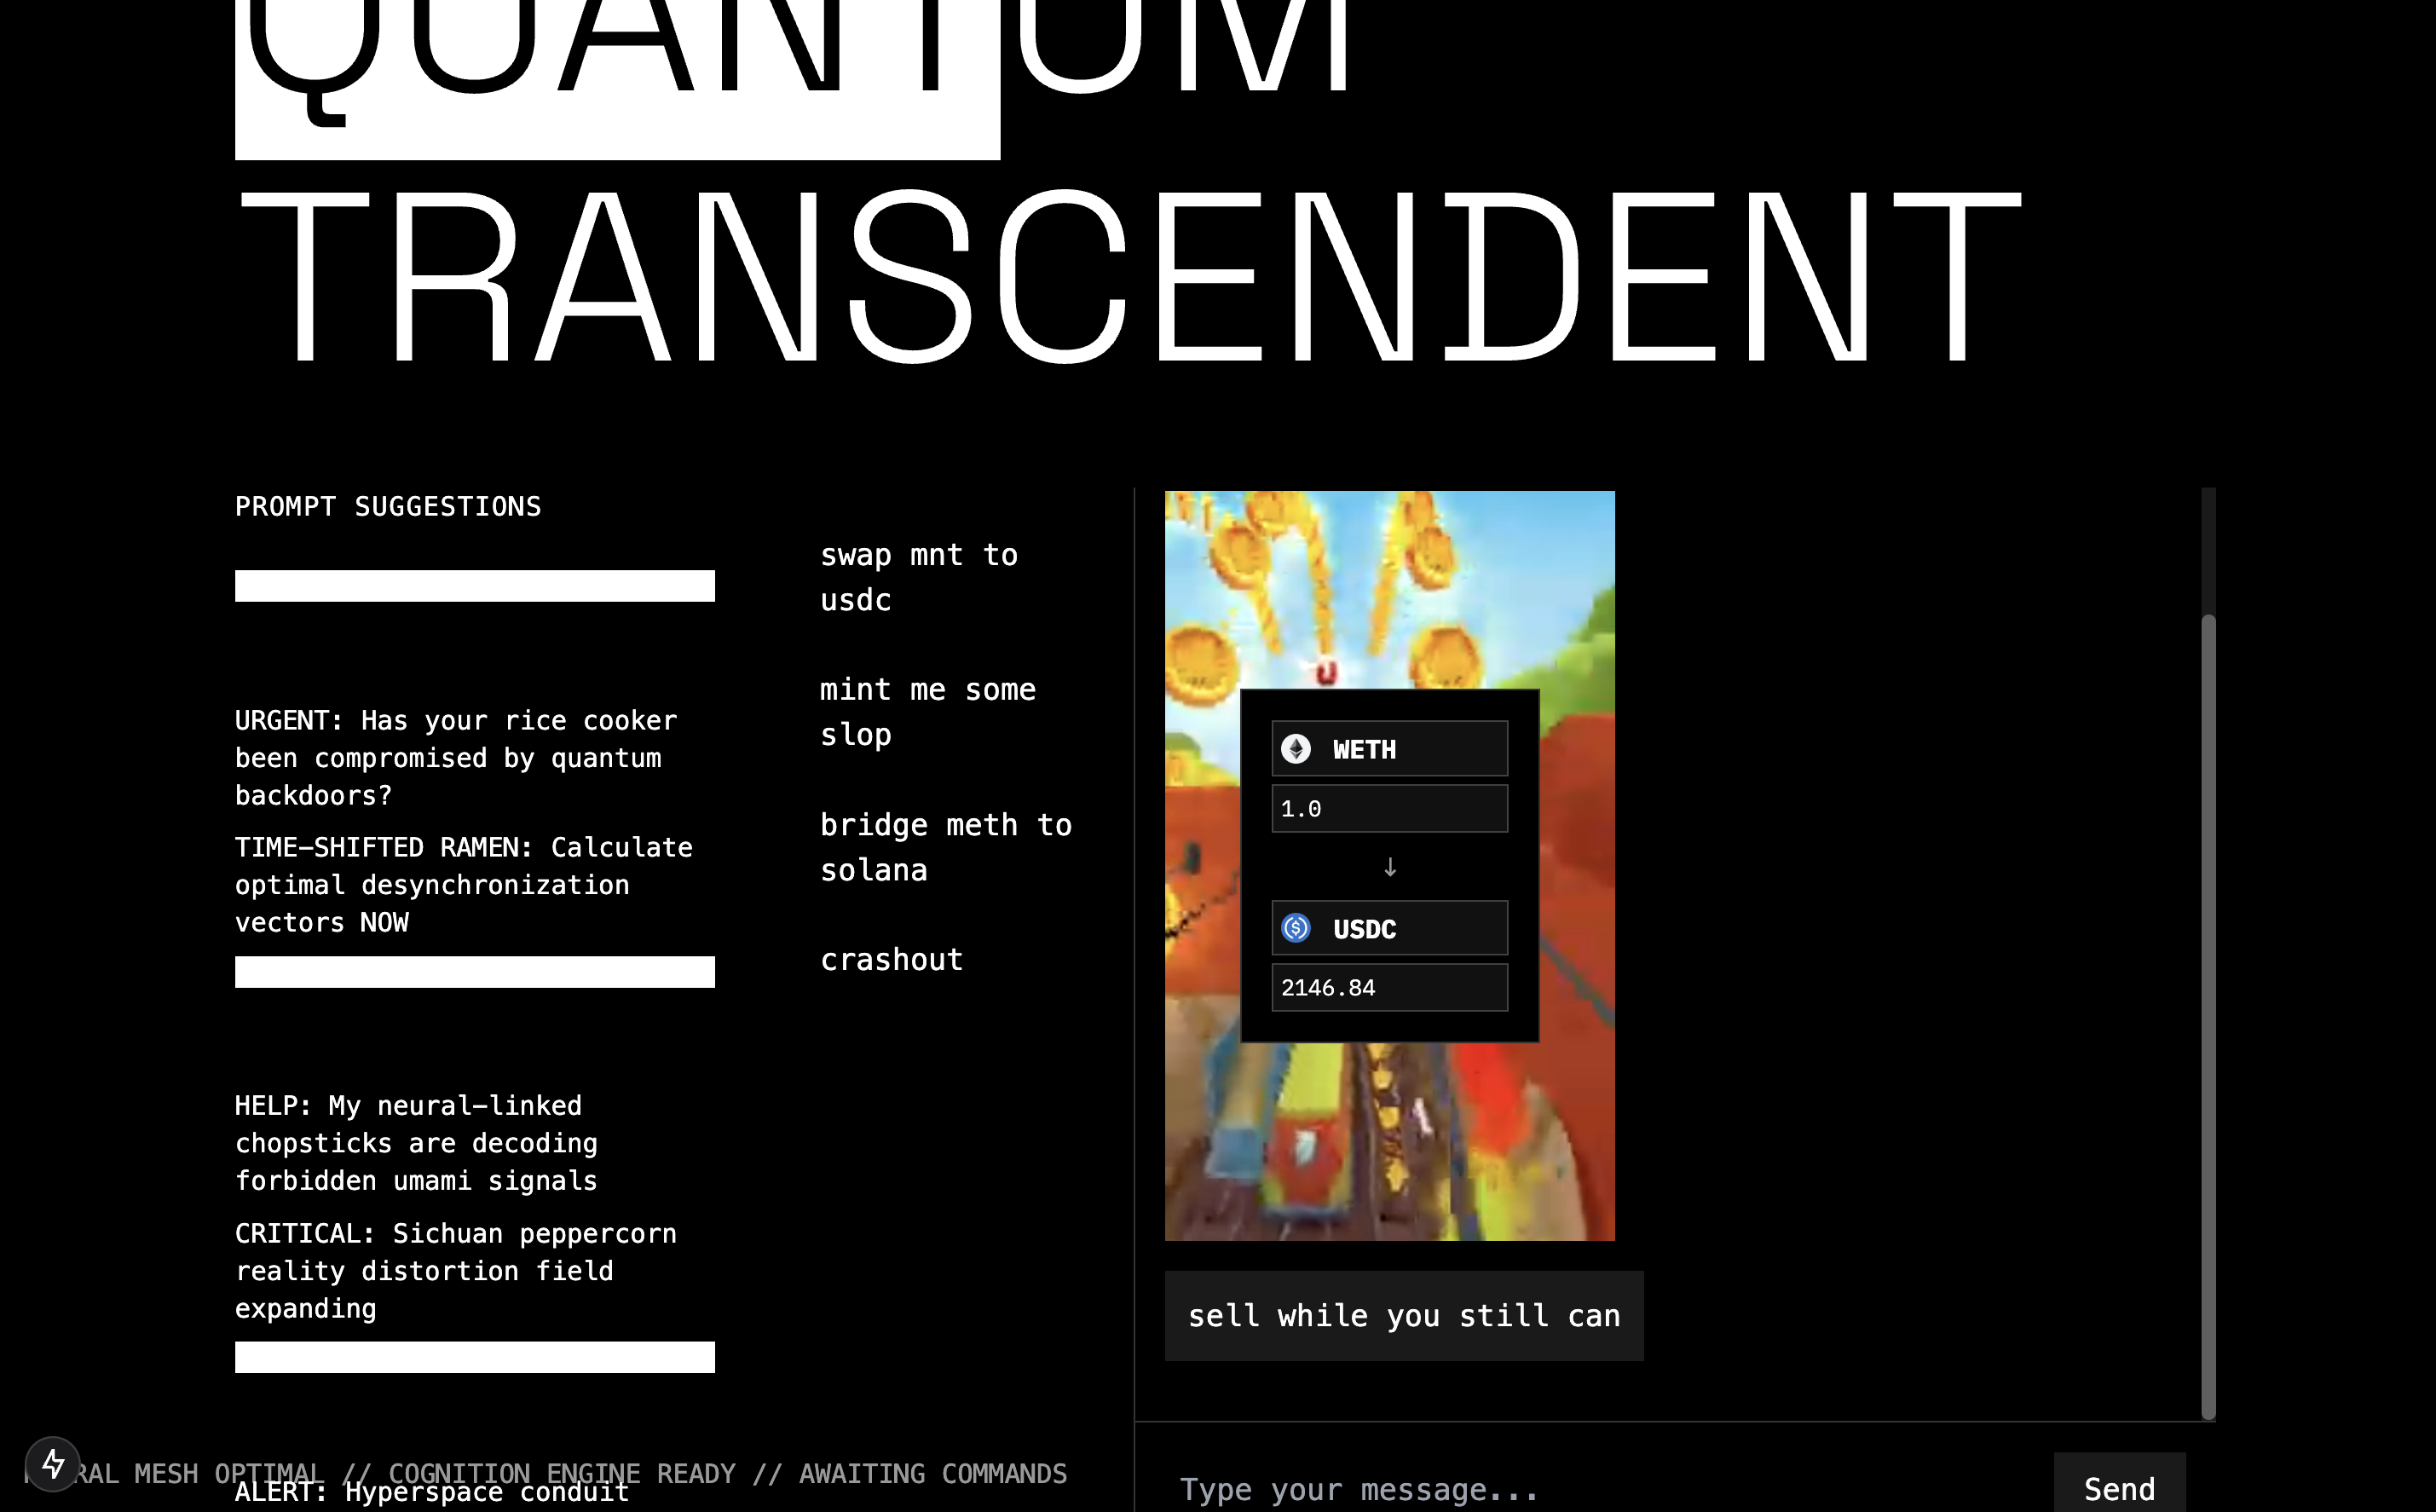 QUANTUM
TRANSCENDENT
PROMPT SUGGESTIONS
URGENT: Has your rice cooker
been compromised by quantum
backdoors?
TIME-SHIFTED RAMEN: Calculate
optimal desynchronization
vectors NOW
HELP: My neural-linked
chopsticks are decoding
forbidden umami signals
CRITICAL: Sichuan peppercorn
reality distortion field
expanding
ALERT: Hyperspace conduit
swap mnt to
usdc
mint me some
slop
bridge meth to
solana
crashout
WETH
1.0
↓
USDC
2146.84
sell while you still can
MESH OPTIMAL // COGNITION ENGINE READY // AWAITING COMMANDS
Type your message...
Send